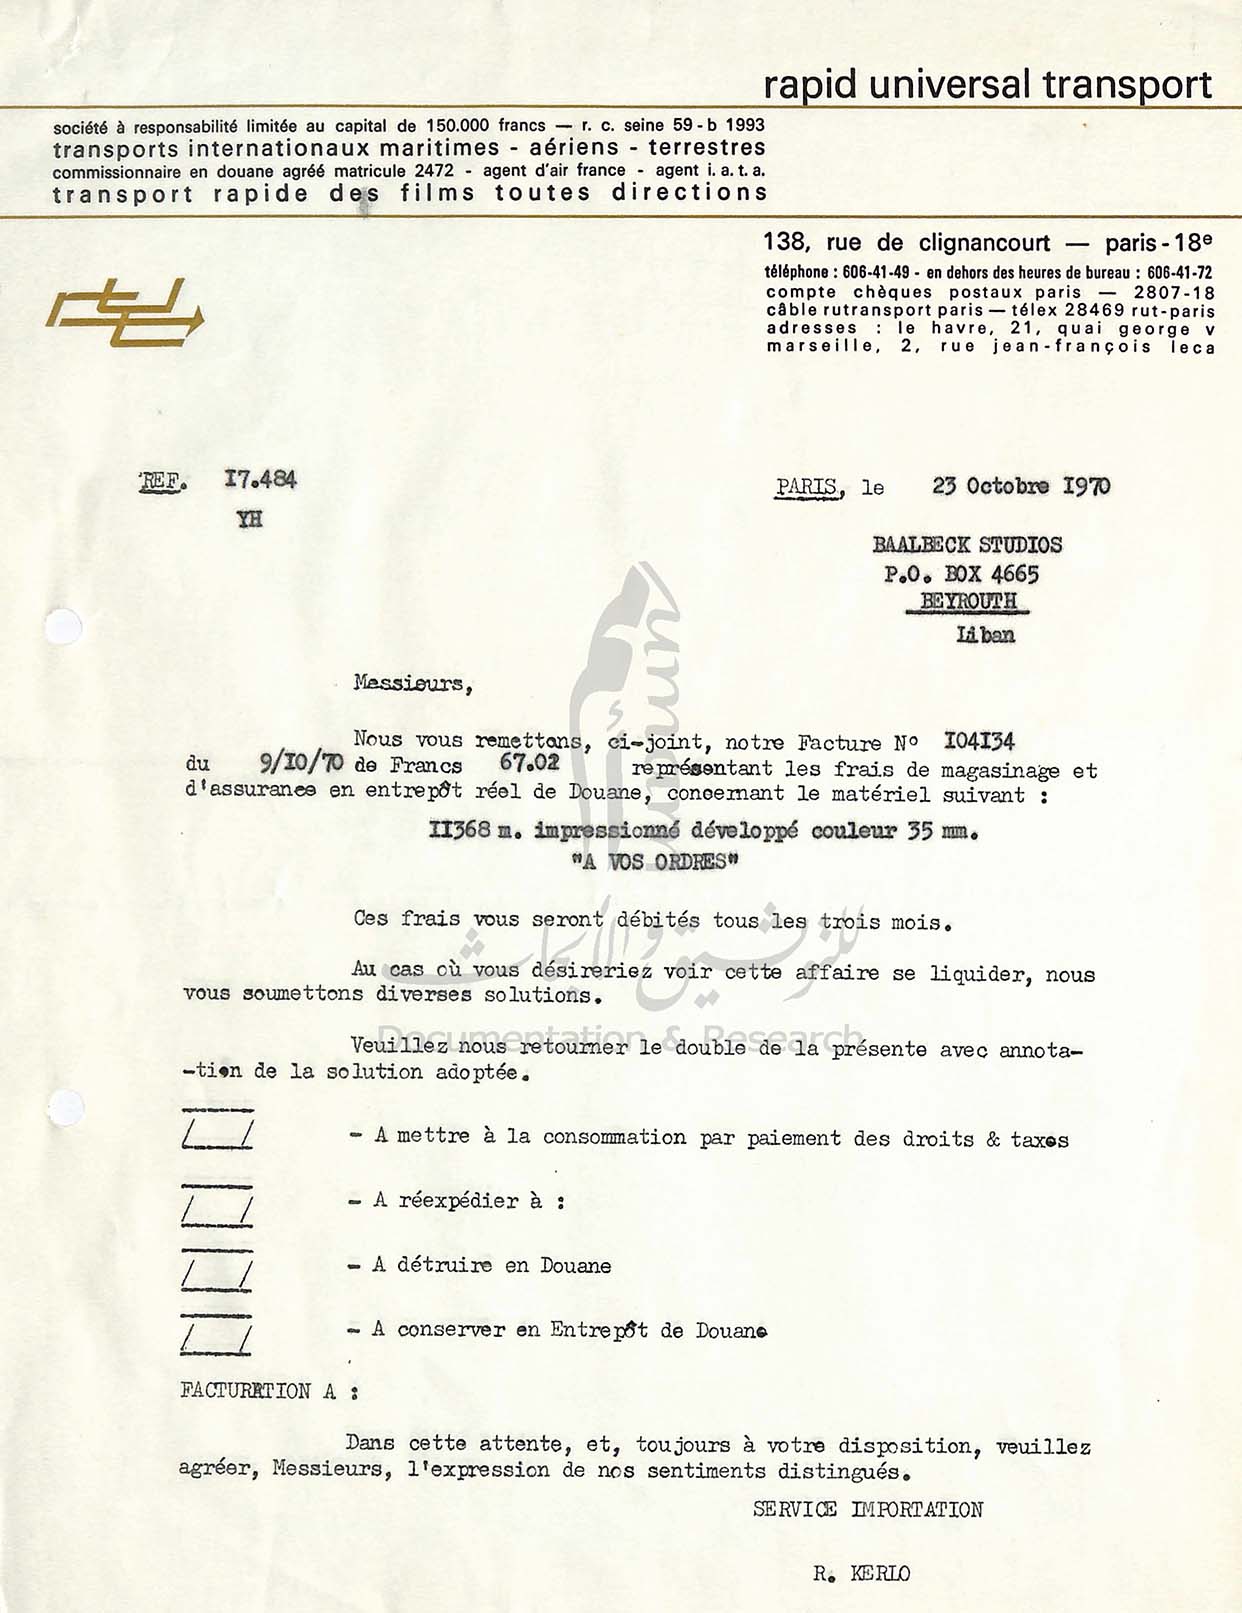 rapid universal transport
société à responsabilité limitée au capital de 150.000 francs — r. c. seine 59-b 1993
transports internationaux maritimes - aériens - terrestres
commissionnaire en douane agréé matricule 2472 - agent d'air france - agent i.a.t.a.
transport rapide des films toutes directions
138, rue de clignancourt — paris-18e
téléphone : 606-41-49 - en dehors des heures de bureau : 606-41-72
compte chèques postaux paris — 2807-18
câble rutransport paris — télex 28469 rut-paris
adresses : le havre, 21, quai george v
marseille, 2, rue jean-françois leca
REF. I7.484
YH
PARIS, le 23 Octobre I970
BAALBECK STUDIOS
P.O. BOX 4665
BEYROUTH
Liban
Messieurs,
Nous vous remettons, ci-joint, notre Facture N° I04I34
du 9/I0/70 de Francs 67.02 représentant les frais de magasinage et
d'assurance en entrepôt réel de Douane, concernant le matériel suivant :
II368 m. impressionné développé couleur 35 mm.
"A VOS ORDRES"
Ces frais vous seront débités tous les trois mois.
Au cas où vous désireriez voir cette affaire se liquider, nous
vous soumettons diverses solutions.
Veuillez nous retourner le double de la présente avec annota-
-tion de la solution adoptée.
- A mettre à la consommation par paiement des droits & taxes
- A réexpédier à :
- A détruire en Douane
- A conserver en Entrepôt de Douane
FACTURATION A :
Dans cette attente, et, toujours à votre disposition, veuillez
agréer, Messieurs, l'expression de nos sentiments distingués.
SERVICE IMPORTATION
R. KERLO
umam
أمم
للتوثيق والأبحاث
Documentation & Research